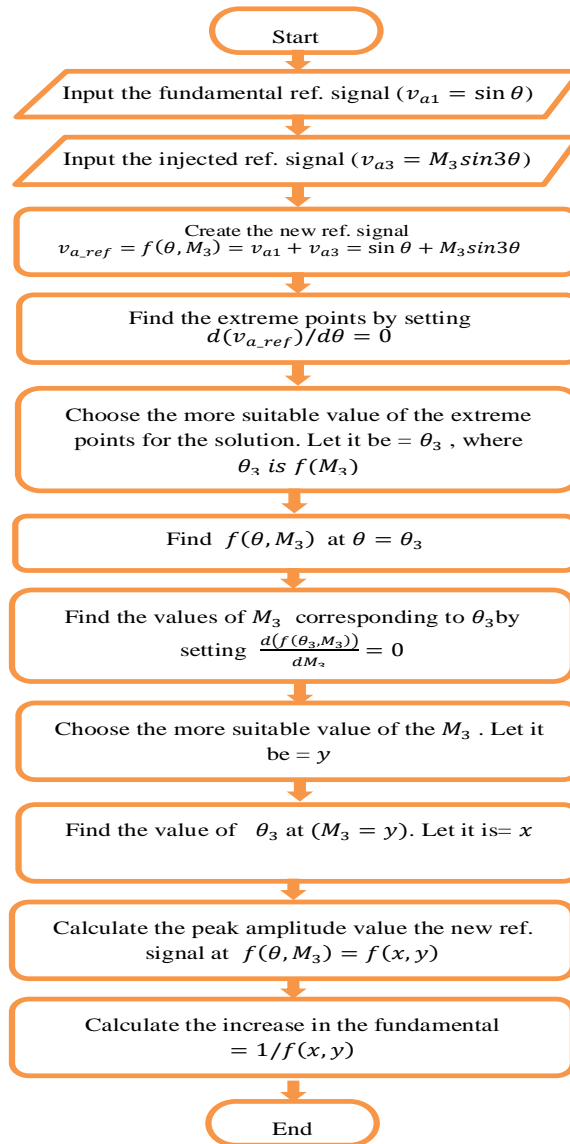 Start
Input the fundamental ref. signal (v_{a1} = sin θ)
Input the injected ref. signal (v_{a3} = M_3sin3θ)
Create the new ref. signal
v_{a_ref} = f(θ, M_3) = v_{a1} + v_{a3} = sin θ + M_3sin3θ
Find the extreme points by setting
d(v_{a_ref})/dθ = 0
Choose the more suitable value of the extreme
points for the solution. Let it be = θ_3 , where
θ_3 is f(M_3)
Find f(θ, M_3) at θ = θ_3
Find the values of M_3 corresponding to θ_3by
setting d(f(θ_3,M_3))/dM_3 = 0
Choose the more suitable value of the M_3 . Let it
be = y
Find the value of θ_3 at (M_3 = y). Let it is= x
Calculate the peak amplitude value the new ref.
signal at f(θ, M_3) = f(x, y)
Calculate the increase in the fundamental
= 1/f(x, y)
End